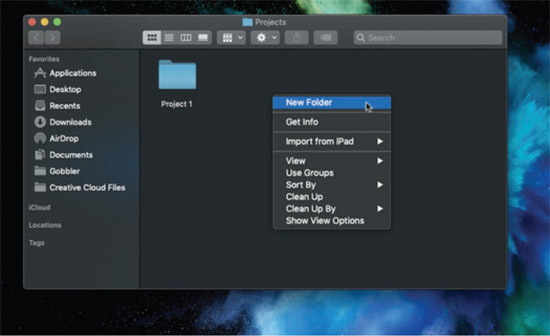 Projects
Search
Favorites
Applications
Desktop
Recents
Downloads
AirDrop
Documents
Gobbler
Creative Cloud Files
iCloud
Locations
Tags
Project 1
New Folder
Get Info
Import from iPad
View
Use Groups
Sort By
Clean Up
Clean Up By
Show View Options